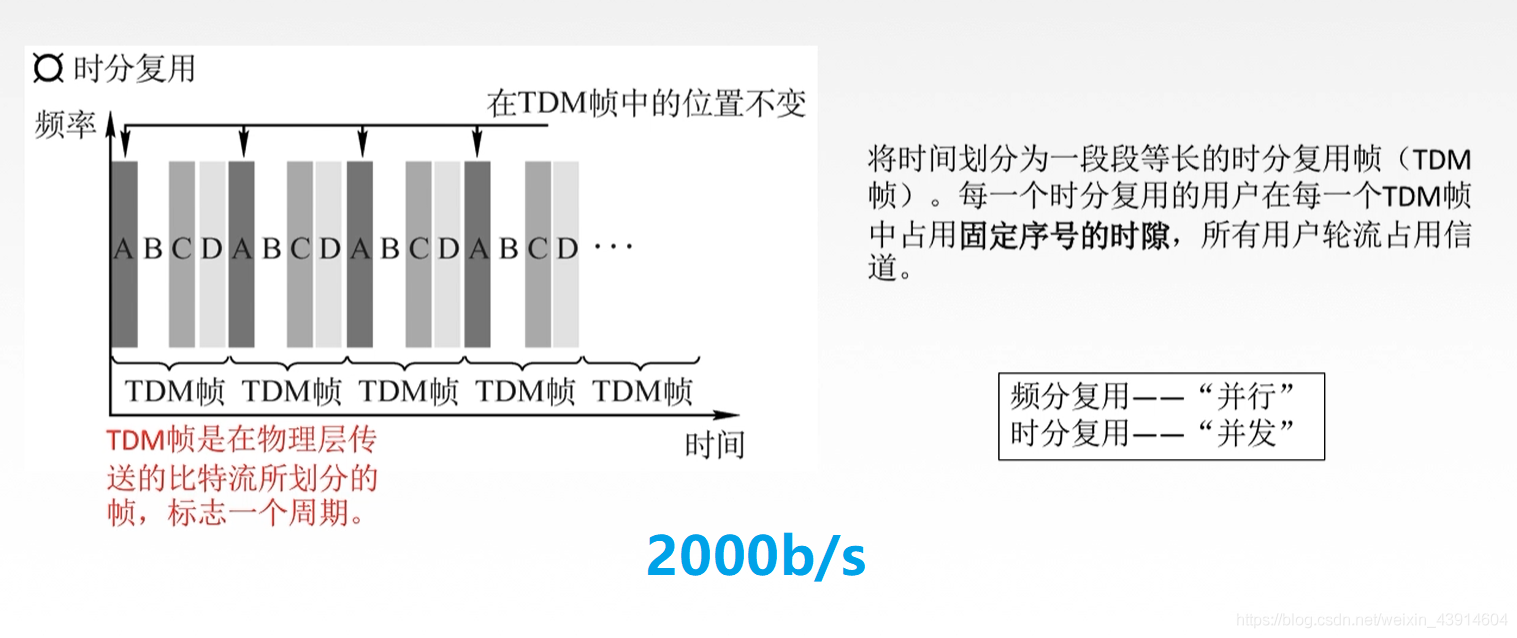 ¤ 时分复用
在TDM帧中的位置不变
频率
A B C D A B C D A B C D A B C D ···
TDM帧 TDM帧 TDM帧 TDM帧 TDM帧
时间
TDM帧是在物理层传
送的比特流所划分的
帧，标志一个周期。
将时间划分为一段段等长的时分复用帧（TDM
帧）。每一个时分复用的用户在每一个TDM帧
中占用固定序号的时隙，所有用户轮流占用信
道。
频分复用——“并行”
时分复用——“并发”
2000b/s
https://blog.csdn.net/weixin_43914604